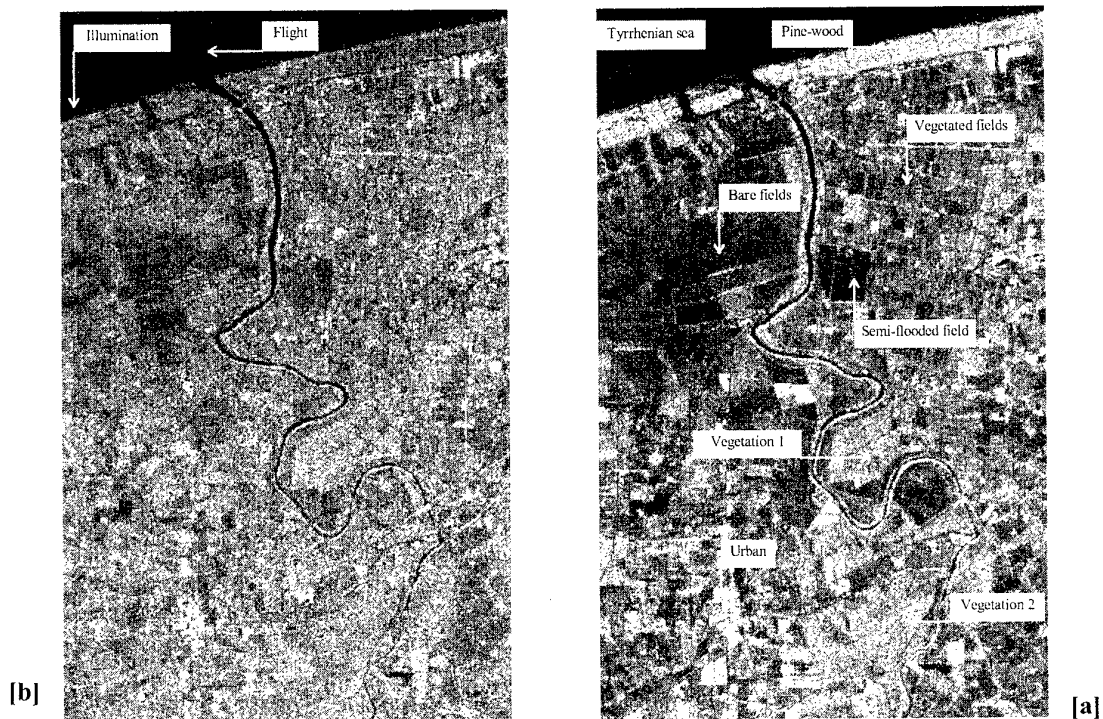 Illumination
Flight
[b]
Tyrrhenian sea
Pine-wood
Vegetated fields
Bare fields
Semi-flooded field
Vegetation 1
Urban
Vegetation 2
[a]